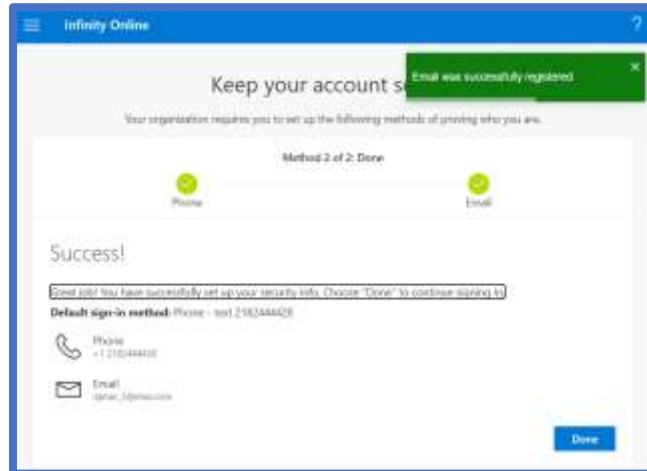 Infinity Online
?
Email was successfully registered
Keep your account s
Your organization requires you to set up the following methods of proving who you are.
Method 2 of 2: Done
Phone
Email
Success!
Great job! You have successfully set up your security info. Choose "Done" to continue signing in.
Default sign-in method: Phone - text
Phone
Email
Done